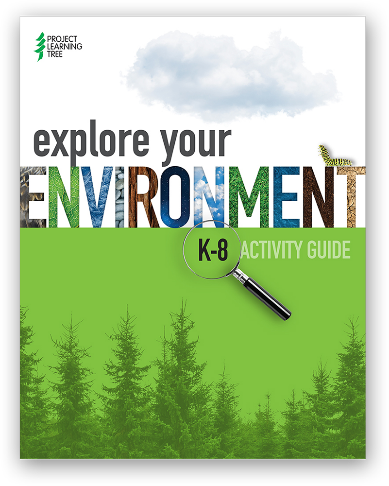 PROJECT
LEARNING
TREE
explore your
ENVIRONMENT
K-8 ACTIVITY GUIDE